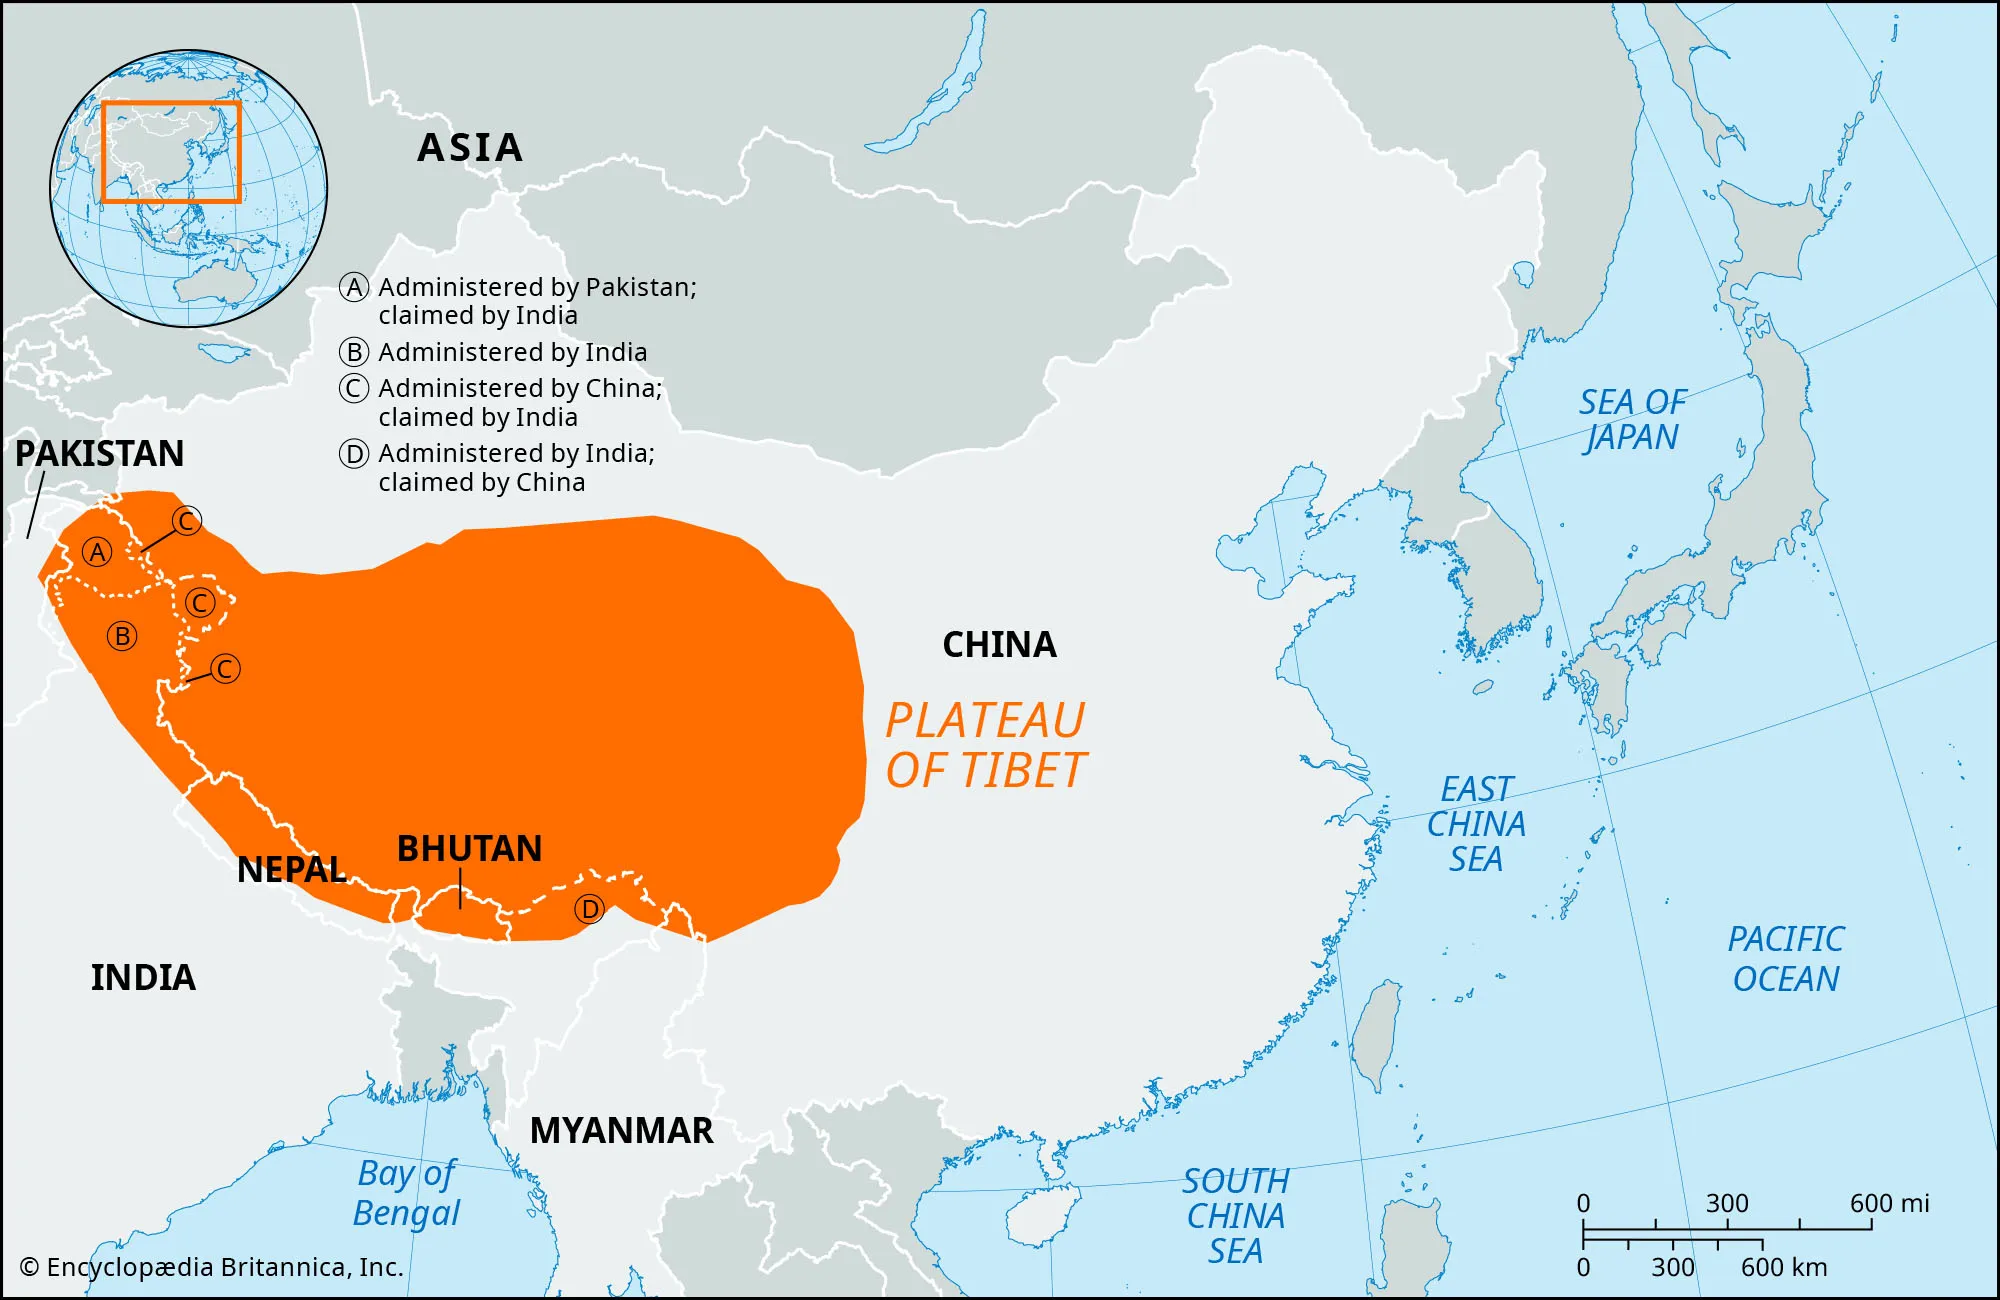 ASIA
Ⓐ Administered by Pakistan;
claimed by India
Ⓑ Administered by India
Ⓒ Administered by China;
claimed by India
Ⓓ Administered by India;
claimed by China
PAKISTAN
SEA OF
JAPAN
Ⓒ
Ⓐ
Ⓒ
Ⓑ
Ⓒ
CHINA
PLATEAU
OF TIBET
EAST
CHINA
SEA
BHUTAN
NEPAL
Ⓓ
INDIA
PACIFIC
OCEAN
MYANMAR
Bay of
Bengal
SOUTH
CHINA
SEA
0 300 600 mi
0 300 600 km
© Encyclopædia Britannica, Inc.